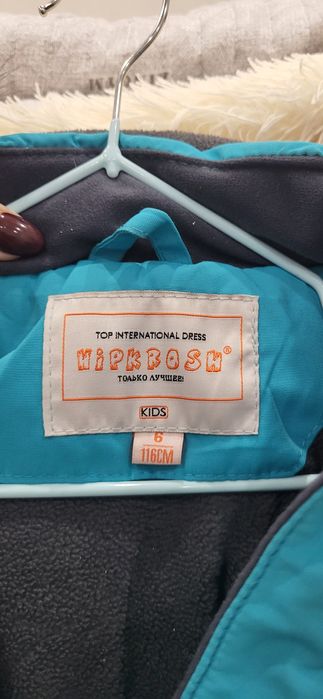 TOP INTERNATIONAL DRESS
HiPKBOSH®
ТОЛЬКО ЛУЧШЕЕ!
KIDS
6
116CM